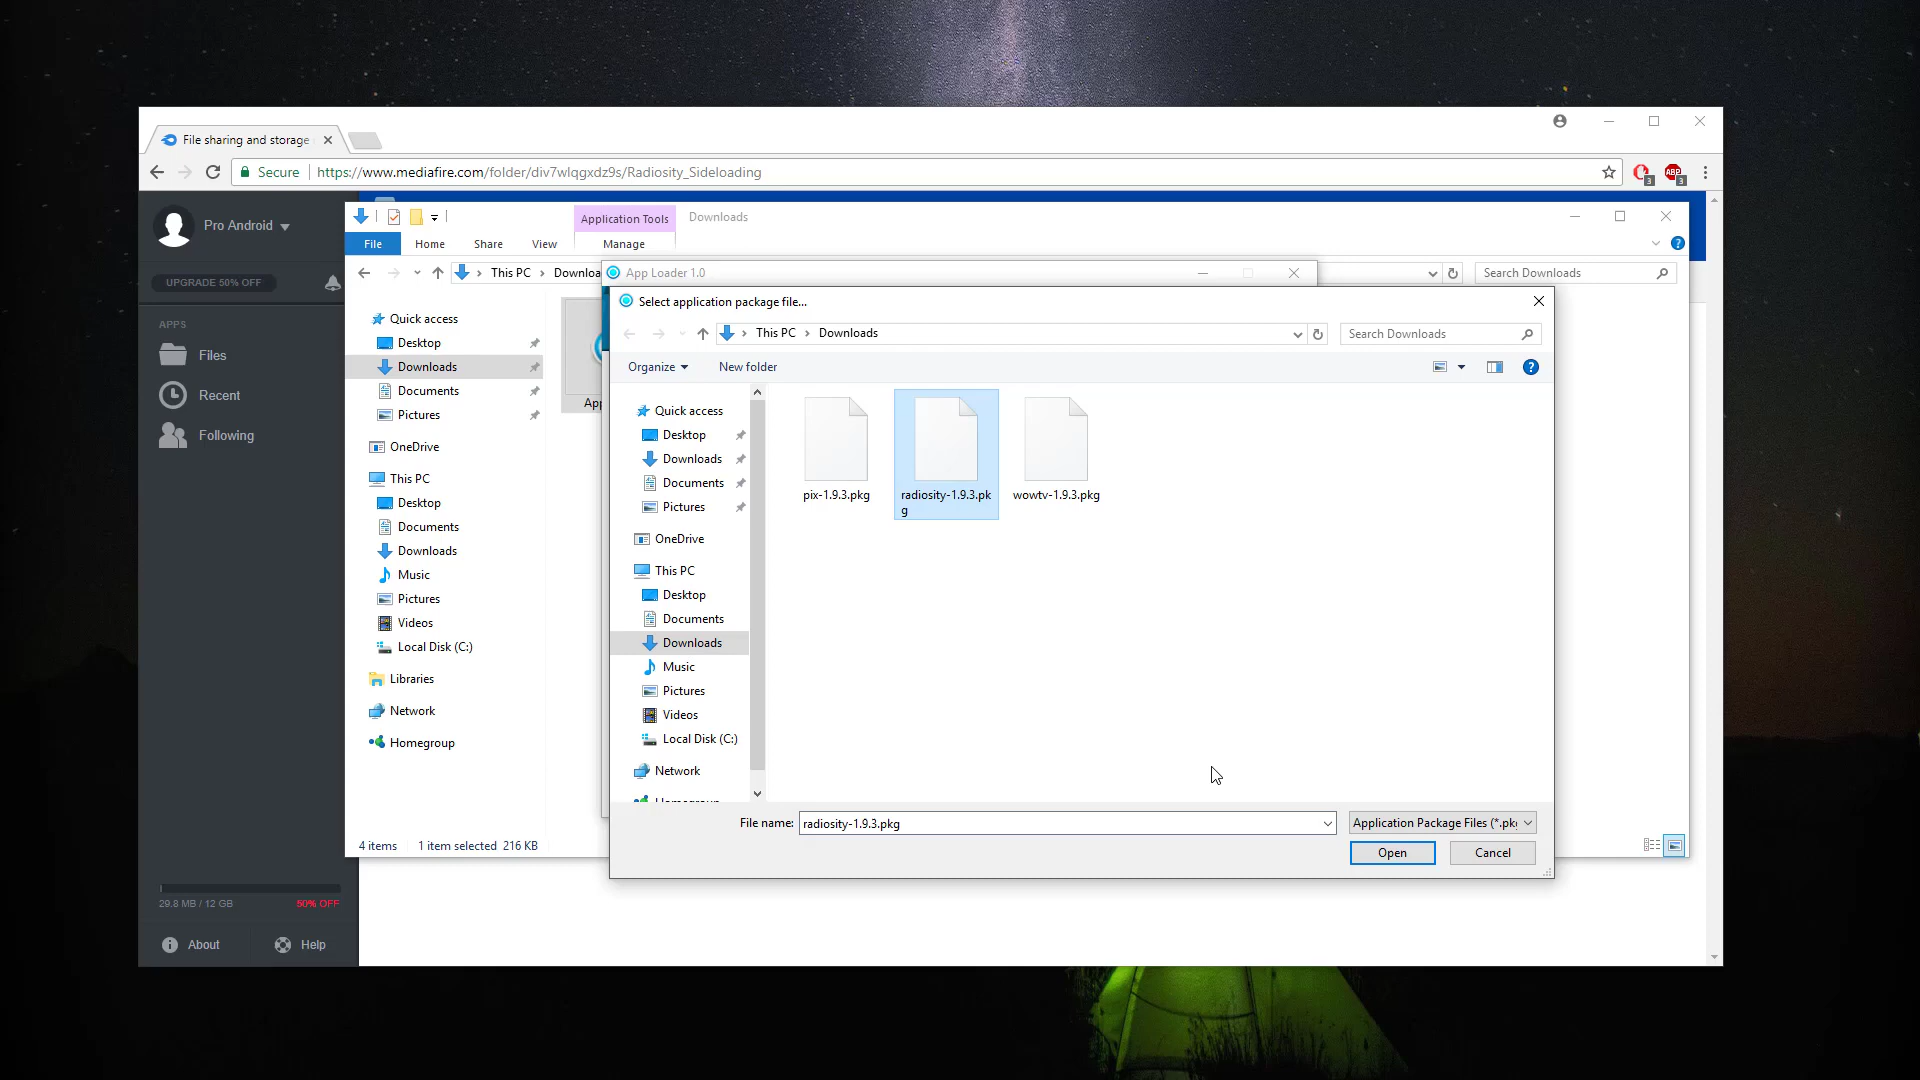 File sharing and storage
Secure
https://www.mediafire.com/folder/div7wlqgxdz9s/Radiosity_Sideloading
3
ABP
3
Pro Android
UPGRADE 50% OFF
APPS
Files
Recent
Following
29.8 MB / 12 GB
50% OFF
About
Help
Application Tools
Downloads
File
Home
Share
View
Manage
This PC
Downloa
Search Downloads
Quick access
Desktop
Downloads
Documents
Pictures
OneDrive
This PC
Desktop
Documents
Downloads
Music
Pictures
Videos
Local Disk (C:)
Libraries
Network
Homegroup
App
4 items
1 item selected 216 KB
App Loader 1.0
Select application package file...
This PC
Downloads
Search Downloads
Organize
New folder
Quick access
Desktop
Downloads
Documents
Pictures
OneDrive
This PC
Desktop
Documents
Downloads
Music
Pictures
Videos
Local Disk (C:)
Network
pix-1.9.3.pkg
radiosity-1.9.3.pk
g
wowtv-1.9.3.pkg
File name:
radiosity-1.9.3.pkg
Application Package Files (*.pkg
Open
Cancel